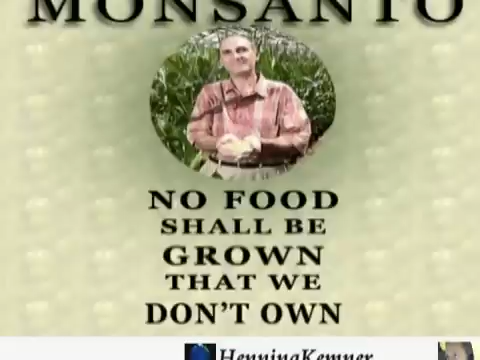 MONSANTO
NO FOOD
SHALL BE
GROWN
THAT WE
DON'T OWN
HenningKemner